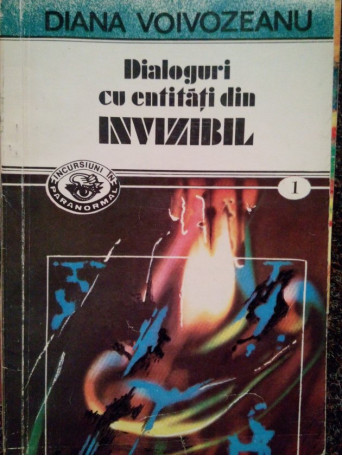 DIANA VOIVOZEANU
Dialoguri
cu entități din
INVIZIBIL
INCURSIUNI ÎN
PARANORMAL
1